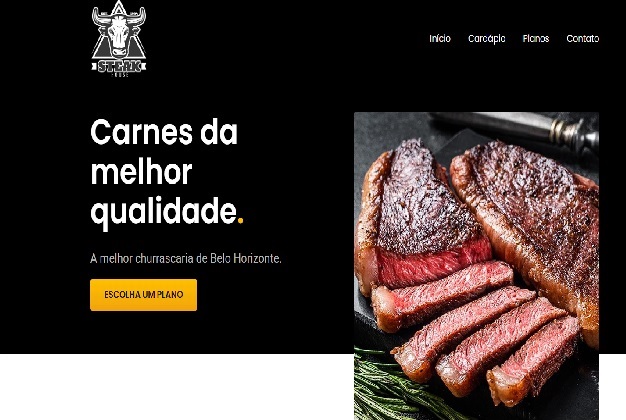 STEAK
HOUSE
Início Cardápio Planos Contato
Carnes da
melhor
qualidade.
A melhor churrascaria de Belo Horizonte.
ESCOLHA UM PLANO